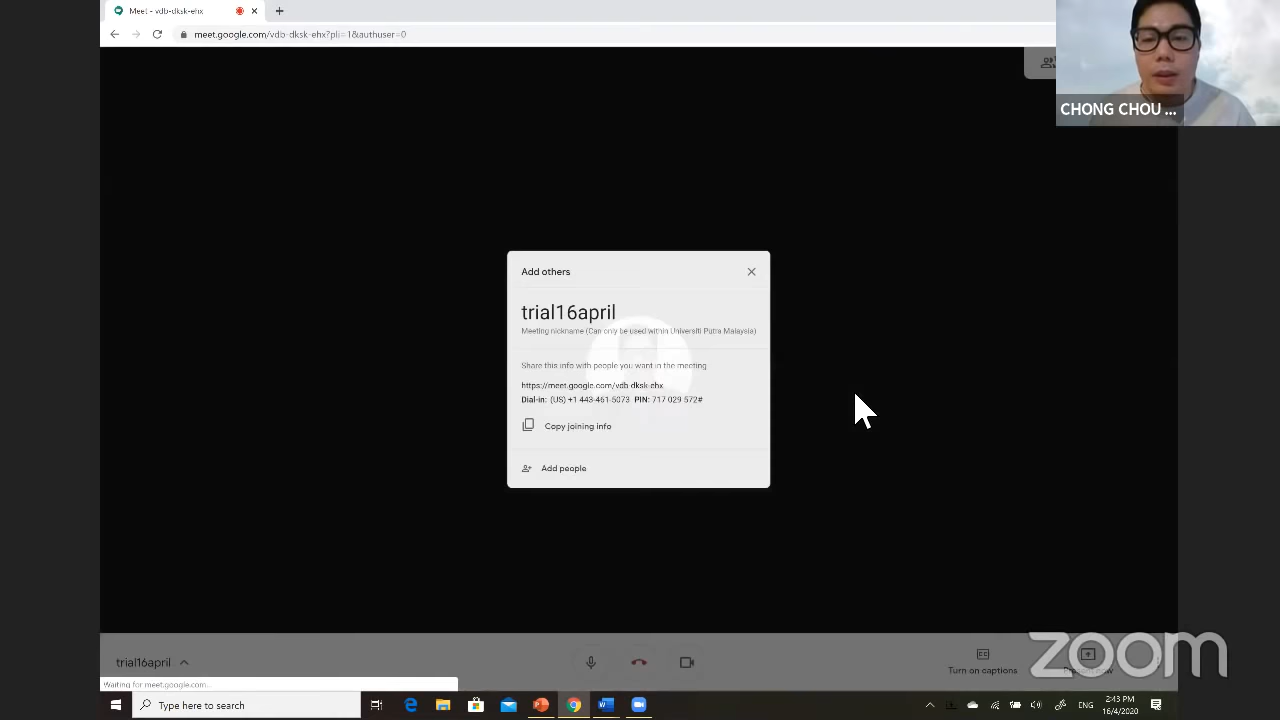 Meet - vdb-dksk-ehx
meet.google.com/vdb-dksk-ehx?pli=1&authuser=0
CHONG CHOU ...
Add others
trial16april
Meeting nickname (Can only be used within Universiti Putra Malaysia)
Share this info with people you want in the meeting
https://meet.google.com/vdb-dksk-ehx
Dial-in: (US) +1 443-461-5073 PIN: 717 029 572#
Copy joining info
Add people
trial16april
Turn on captions
Present now
zoom
Waiting for meet.google.com...
Type here to search
ENG
2:43 PM
16/4/2020